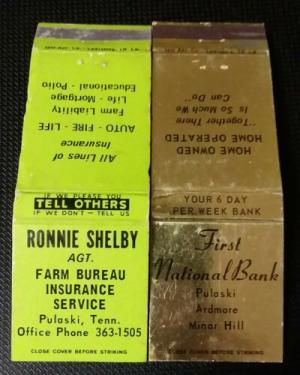 All Lines of
Insurance
AUTO - FIRE - LIFE
Farm Liability
Life - Mortgage
Educational - Polio
IF WE PLEASE YOU
TELL OTHERS
IF WE DON'T - TELL US
RONNIE SHELBY
AGT.
FARM BUREAU
INSURANCE
SERVICE
Pulaski, Tenn.
Office Phone 363-1505
CLOSE COVER BEFORE STRIKING
HOME OWNED
HOME OPERATED
"Together There
Is So Much We
Can Do"
YOUR 6 DAY
PER WEEK BANK
First
National Bank
Pulaski
Ardmore
Minor Hill
CLOSE COVER BEFORE STRIKING